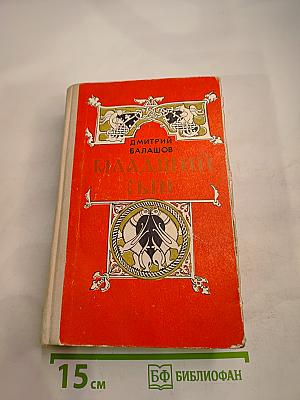 ДМИТРИЙ
БАЛАШОВ
МЛАДШИЙ
СЫН
15 см
БФ БИБЛИОФАН